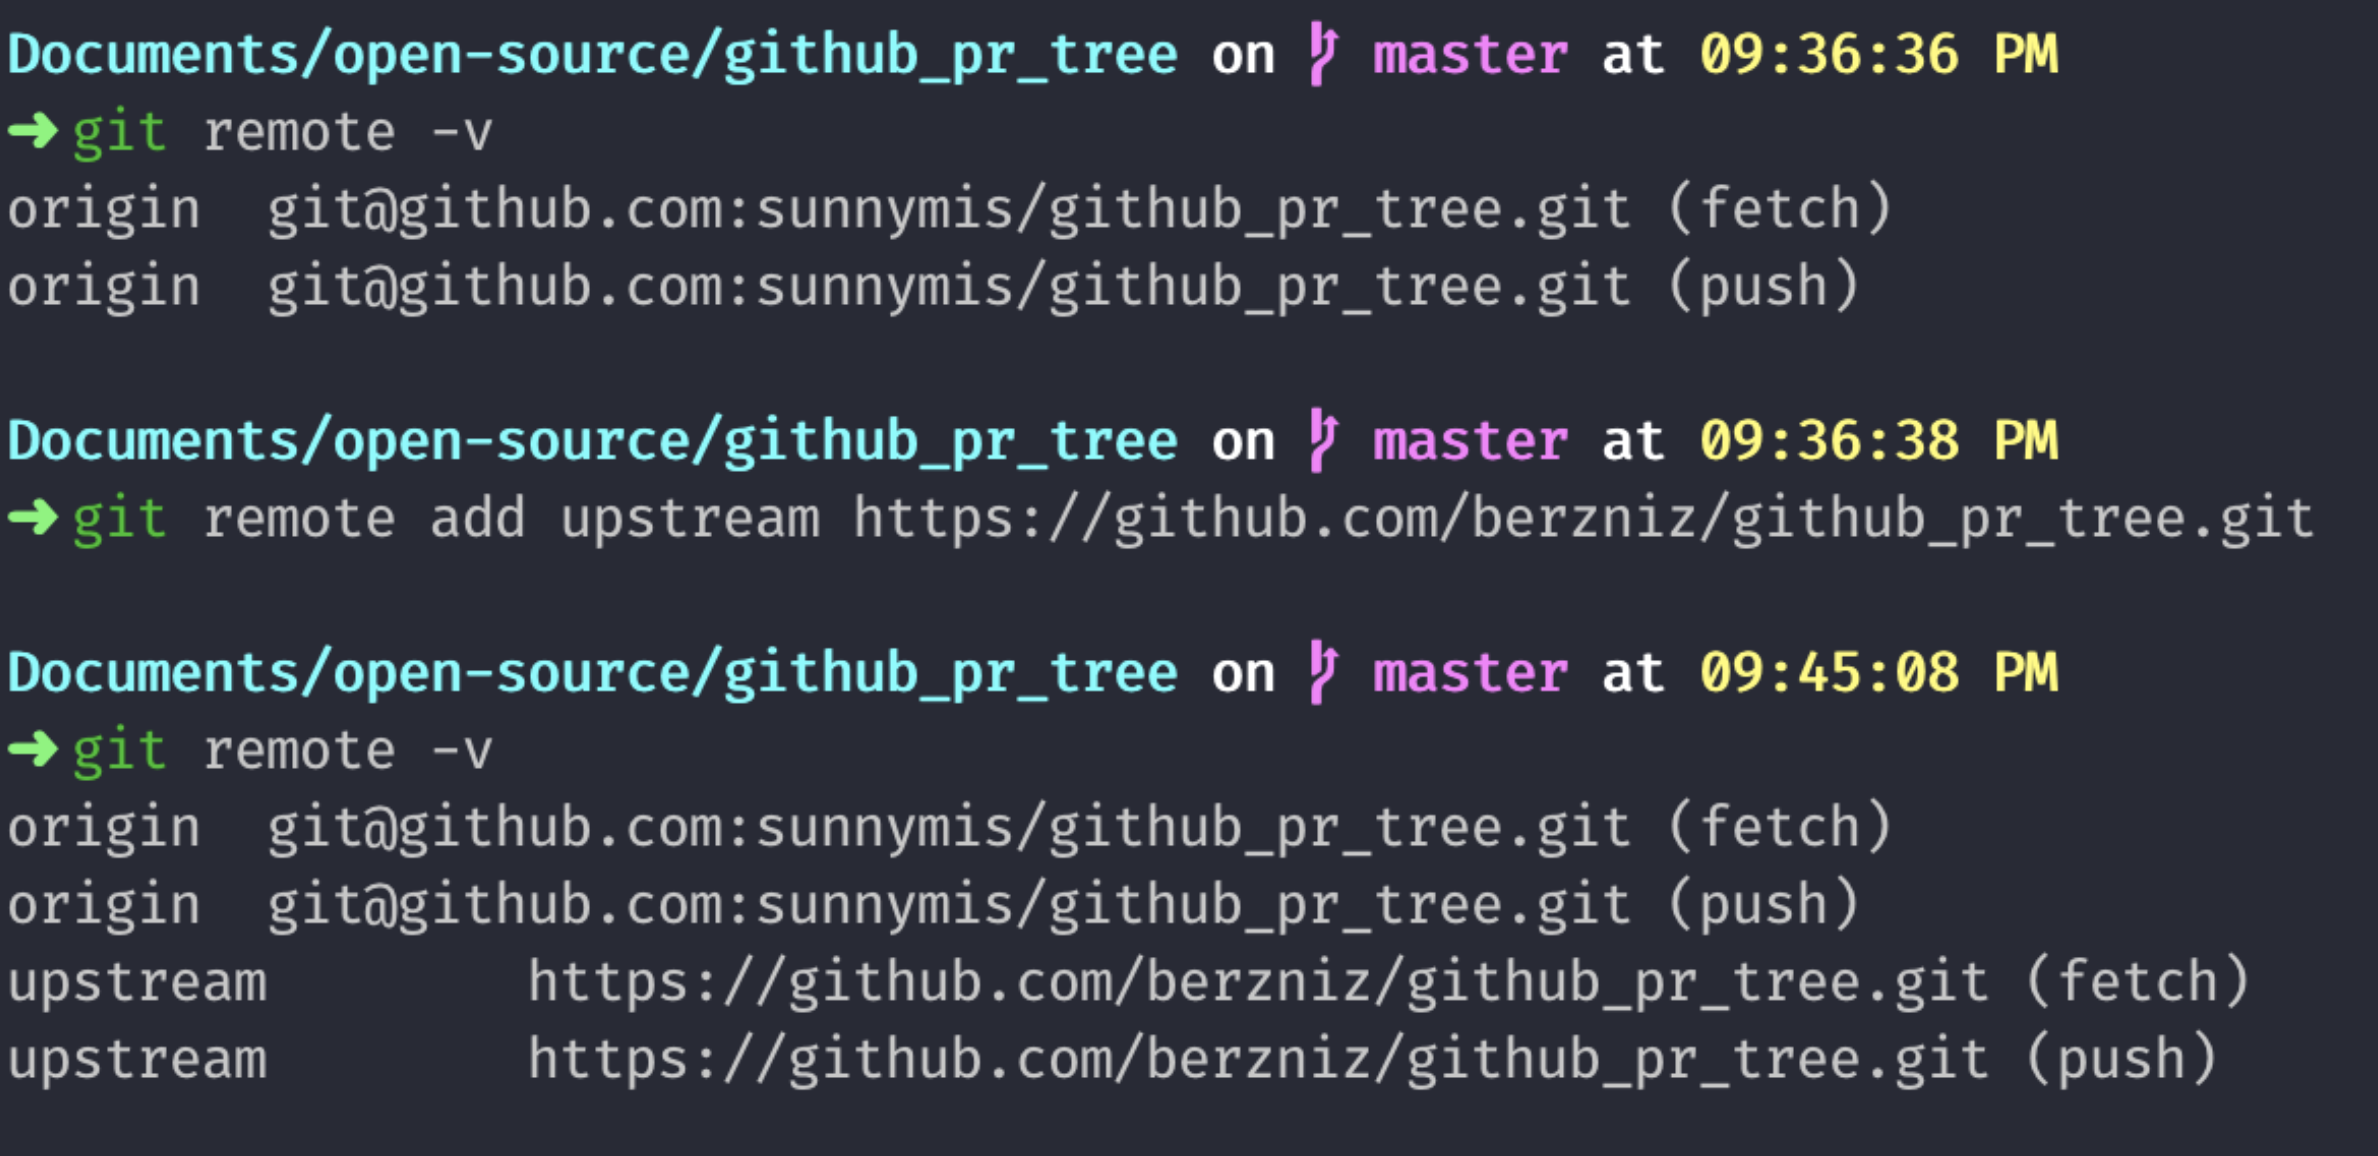 Documents/open-source/github_pr_tree on master at 09:36:36 PM
➜ git remote -v
origin  git@github.com:sunnymis/github_pr_tree.git (fetch)
origin  git@github.com:sunnymis/github_pr_tree.git (push)
Documents/open-source/github_pr_tree on master at 09:36:38 PM
➜ git remote add upstream https://github.com/berzniz/github_pr_tree.git
Documents/open-source/github_pr_tree on master at 09:45:08 PM
➜ git remote -v
origin  git@github.com:sunnymis/github_pr_tree.git (fetch)
origin  git@github.com:sunnymis/github_pr_tree.git (push)
upstream        https://github.com/berzniz/github_pr_tree.git (fetch)
upstream        https://github.com/berzniz/github_pr_tree.git (push)